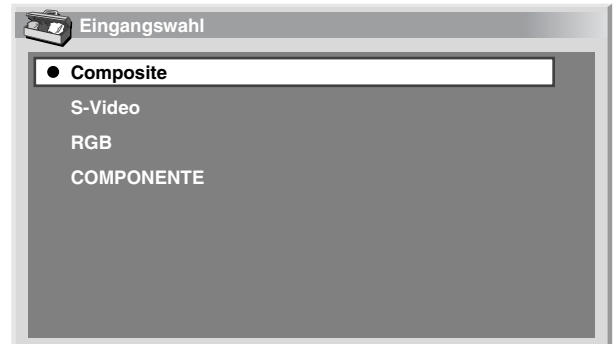 Eingangswahl
Composite
S-Video
RGB
COMPONENTE